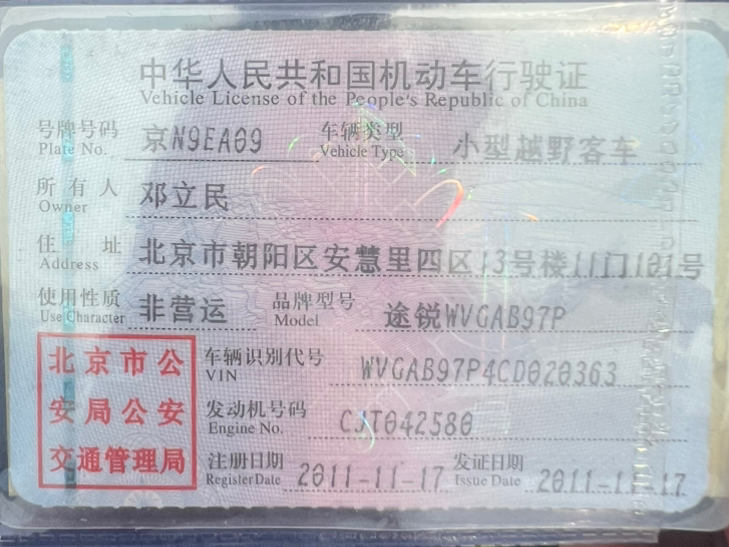 中华人民共和国机动车行驶证
Vehicle License of the People's Republic of China
号牌号码 京N9EA69 车辆类型 小型越野客车
Plate No. Vehicle Type
所有人 邓立民
Owner
住址 北京市朝阳区安慧里四区13号楼11门101号
Address
使用性质 非营运 品牌型号 途锐WVGAB97P
Use Character Model
北京市公安局公安交通管理局
车辆识别代号 WVGAB97P4CD020363
VIN
发动机号码 CJT042580
Engine No.
注册日期 2011-11-17 发证日期 2011-11-17
Register Date Issue Date